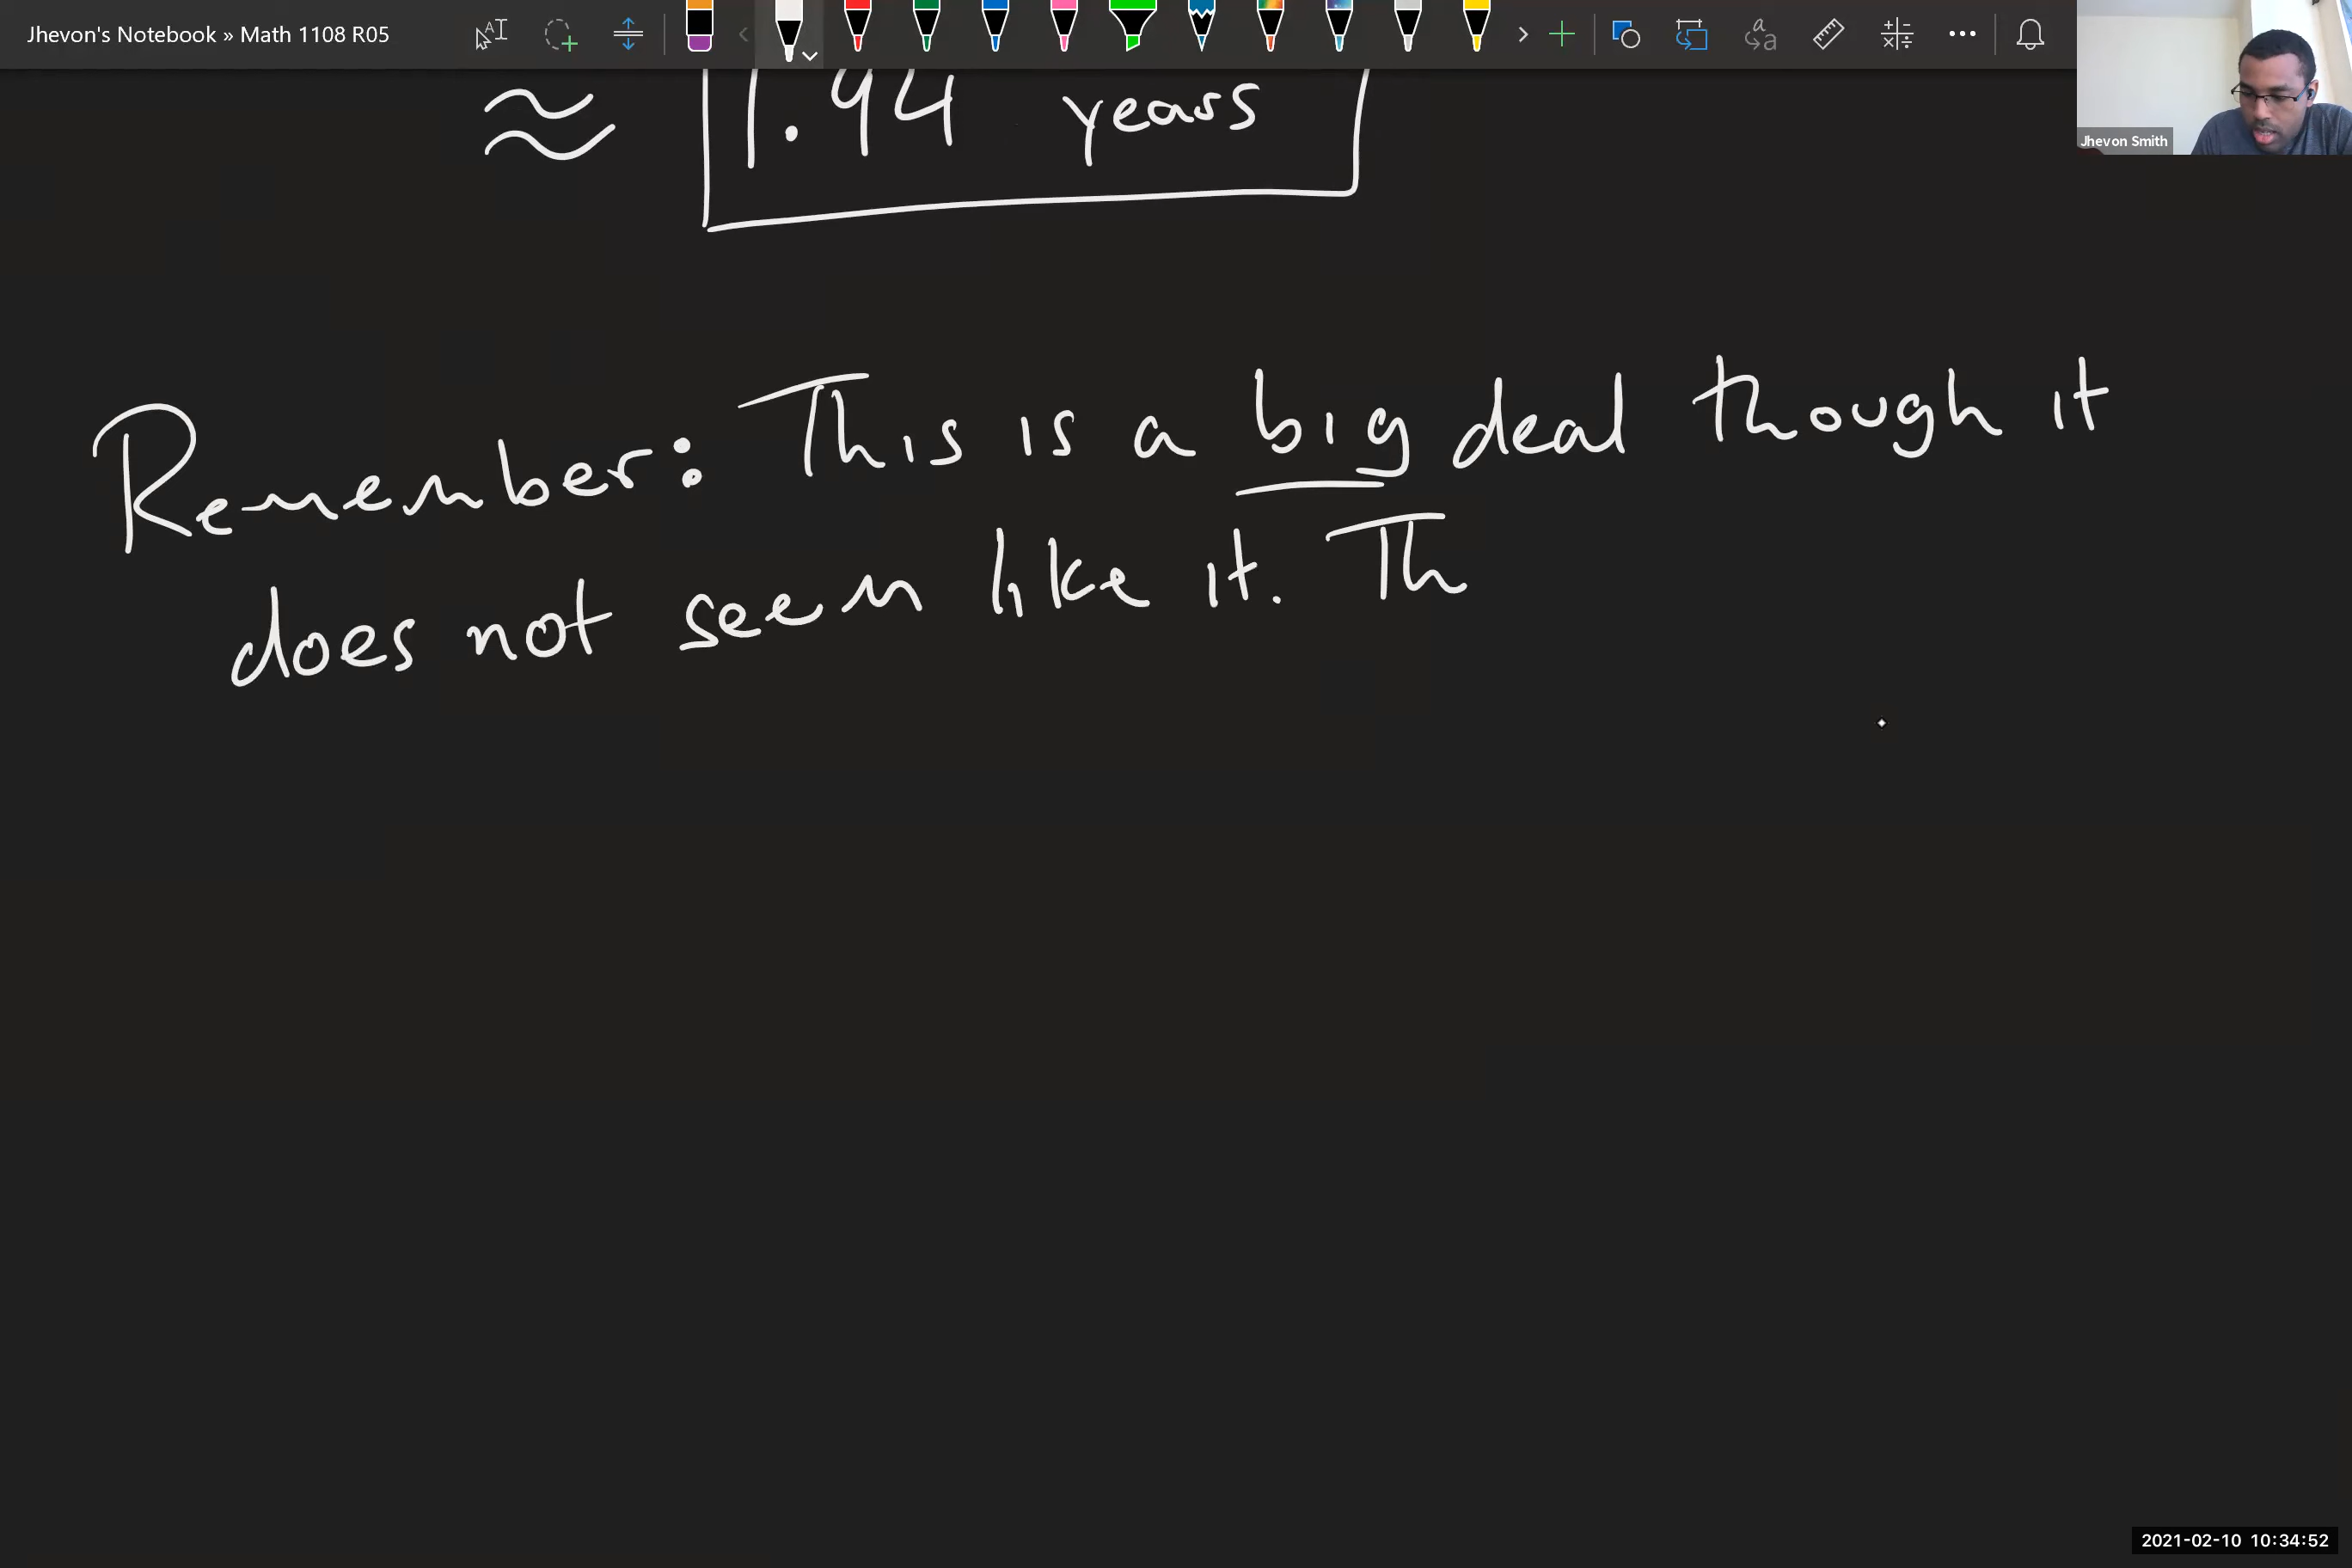 Jhevon's Notebook » Math 1108 R05
≈ 1.94 years
Jhevon Smith
Remember: This is a big deal though it
does not seem like it. Th
2021-02-10 10:34:52